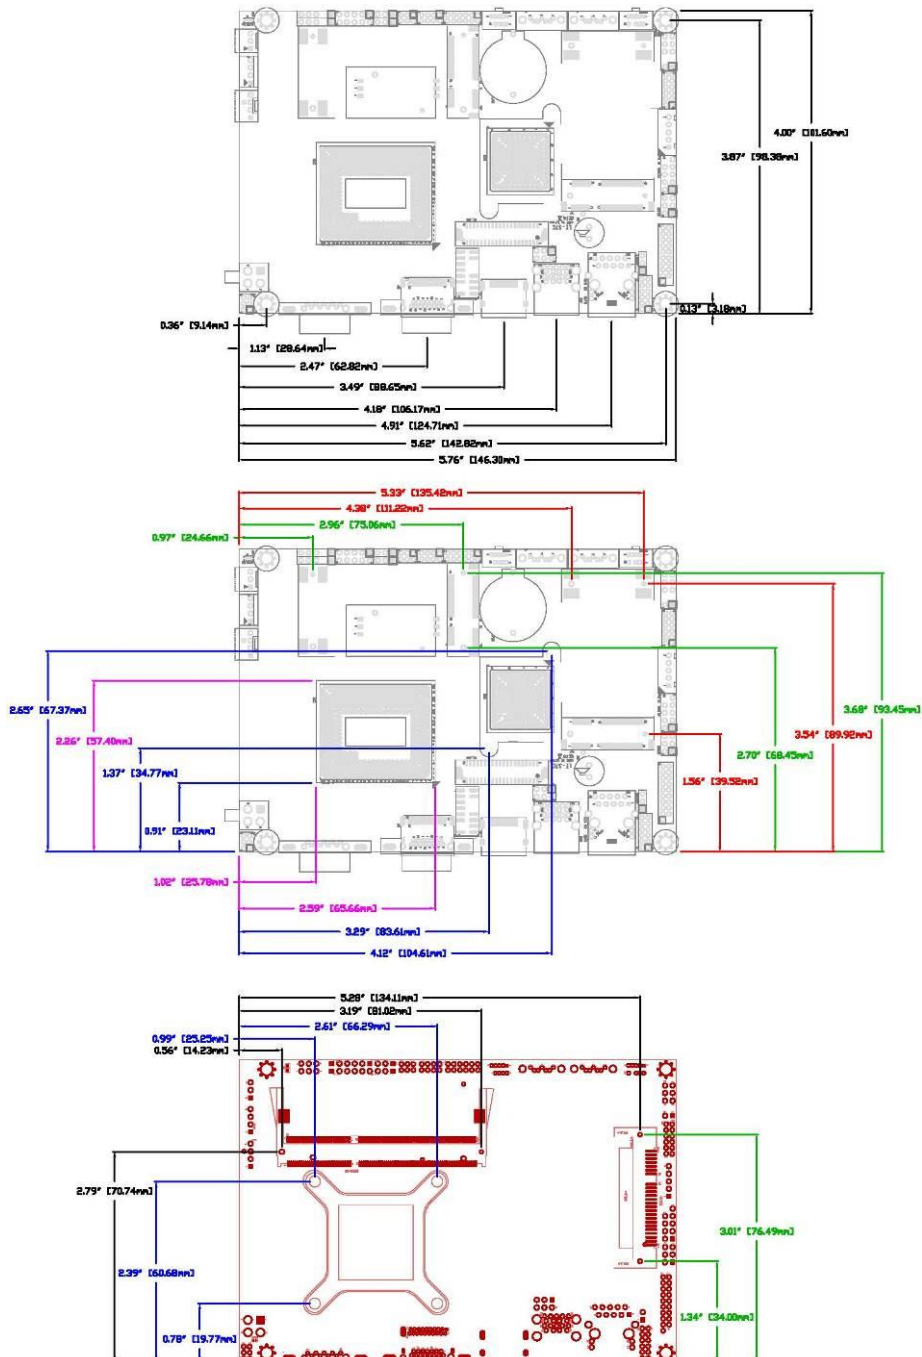 4.00" [101.60mm]
3.87" [98.38mm]
0.13" [3.18mm]
0.36" [9.14mm]
1.13" [28.64mm]
2.47" [62.82mm]
3.49" [88.65mm]
4.18" [106.17mm]
4.91" [124.71mm]
5.62" [142.82mm]
5.76" [146.30mm]
5.33" [135.42mm]
4.38" [111.22mm]
2.96" [75.06mm]
0.97" [24.66mm]
2.65" [67.37mm]
3.68" [93.45mm]
2.26" [57.40mm]
3.54" [89.92mm]
2.70" [68.45mm]
1.37" [34.77mm]
1.56" [39.52mm]
0.91" [23.11mm]
1.02" [25.78mm]
2.59" [65.66mm]
3.29" [83.61mm]
4.12" [104.61mm]
5.28" [134.11mm]
3.19" [81.02mm]
2.61" [66.29mm]
0.99" [25.25mm]
0.56" [14.23mm]
2.79" [70.74mm]
3.01" [76.49mm]
2.39" [60.68mm]
1.34" [34.00mm]
0.78" [19.77mm]